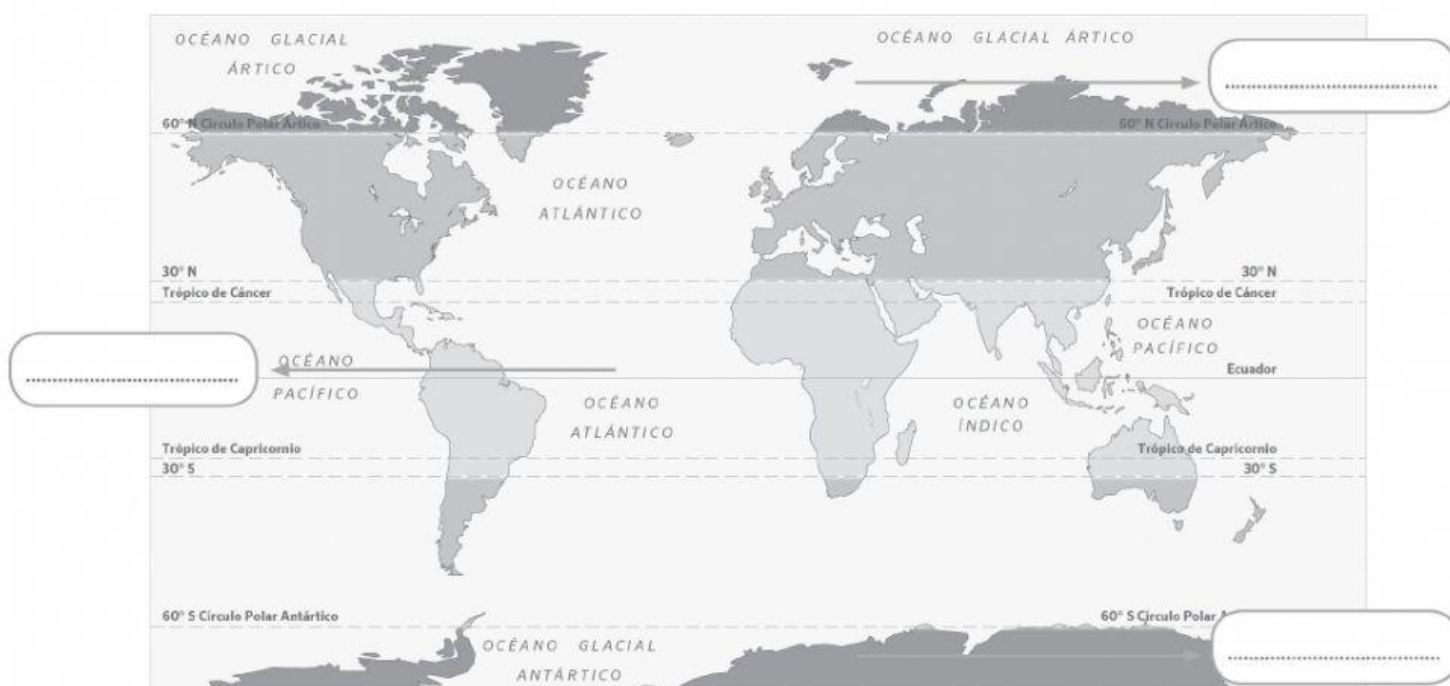 OCÉANO GLACIAL
ÁRTICO
OCÉANO GLACIAL ÁRTICO
60° N Círculo Polar Ártico
60° N Círculo Polar Ártico
OCÉANO
ATLÁNTICO
30° N
30° N
Trópico de Cáncer
Trópico de Cáncer
OCÉANO
PACÍFICO
OCÉANO
PACÍFICO
Ecuador
OCÉANO
ATLÁNTICO
OCÉANO
ÍNDICO
Trópico de Capricornio
Trópico de Capricornio
30° S
30° S
60° S Círculo Polar Antártico
60° S Círculo Polar
OCÉANO GLACIAL
ANTÁRTICO